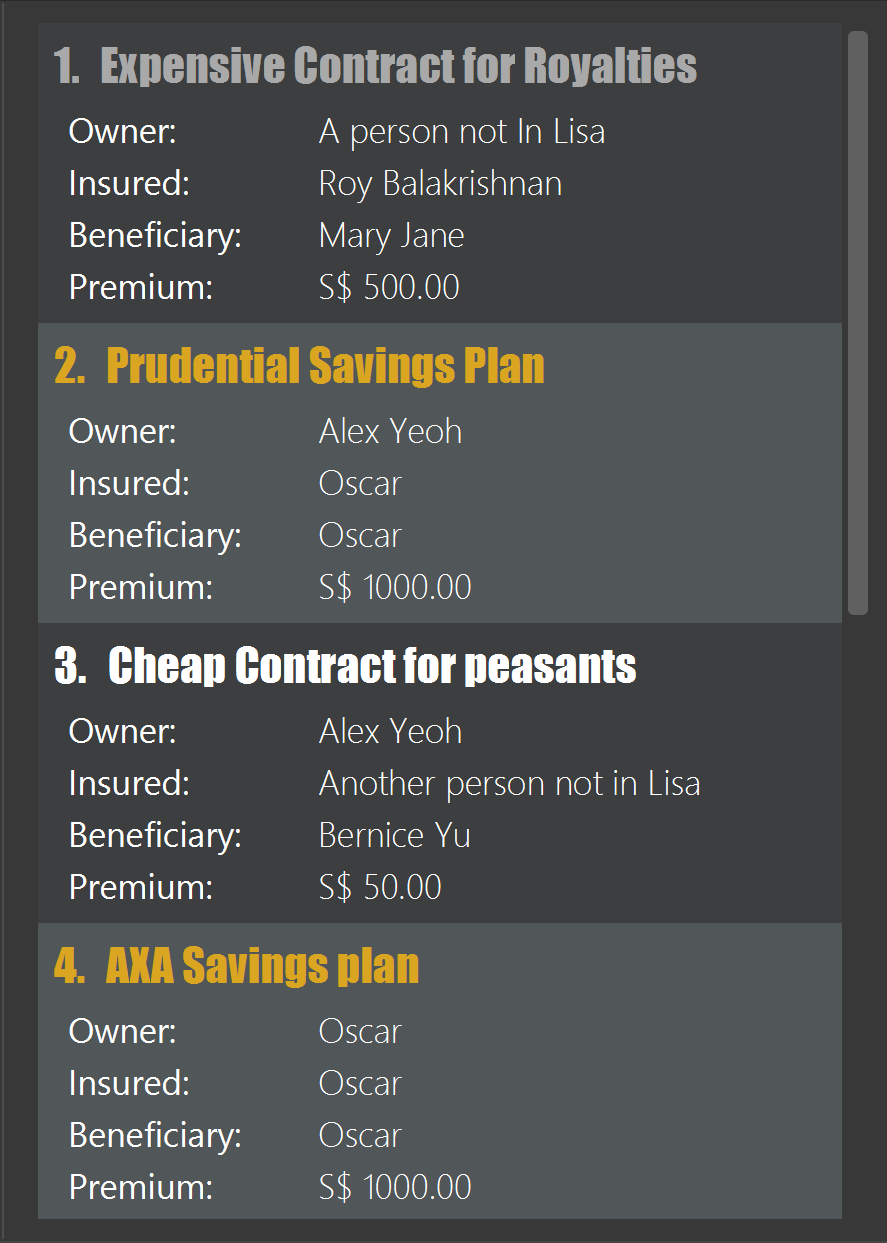 1. Expensive Contract for Royalties
Owner: A person not In Lisa
Insured: Roy Balakrishnan
Beneficiary: Mary Jane
Premium: S$ 500.00
2. Prudential Savings Plan
Owner: Alex Yeoh
Insured: Oscar
Beneficiary: Oscar
Premium: S$ 1000.00
3. Cheap Contract for peasants
Owner: Alex Yeoh
Insured: Another person not in Lisa
Beneficiary: Bernice Yu
Premium: S$ 50.00
4. AXA Savings plan
Owner: Oscar
Insured: Oscar
Beneficiary: Oscar
Premium: S$ 1000.00